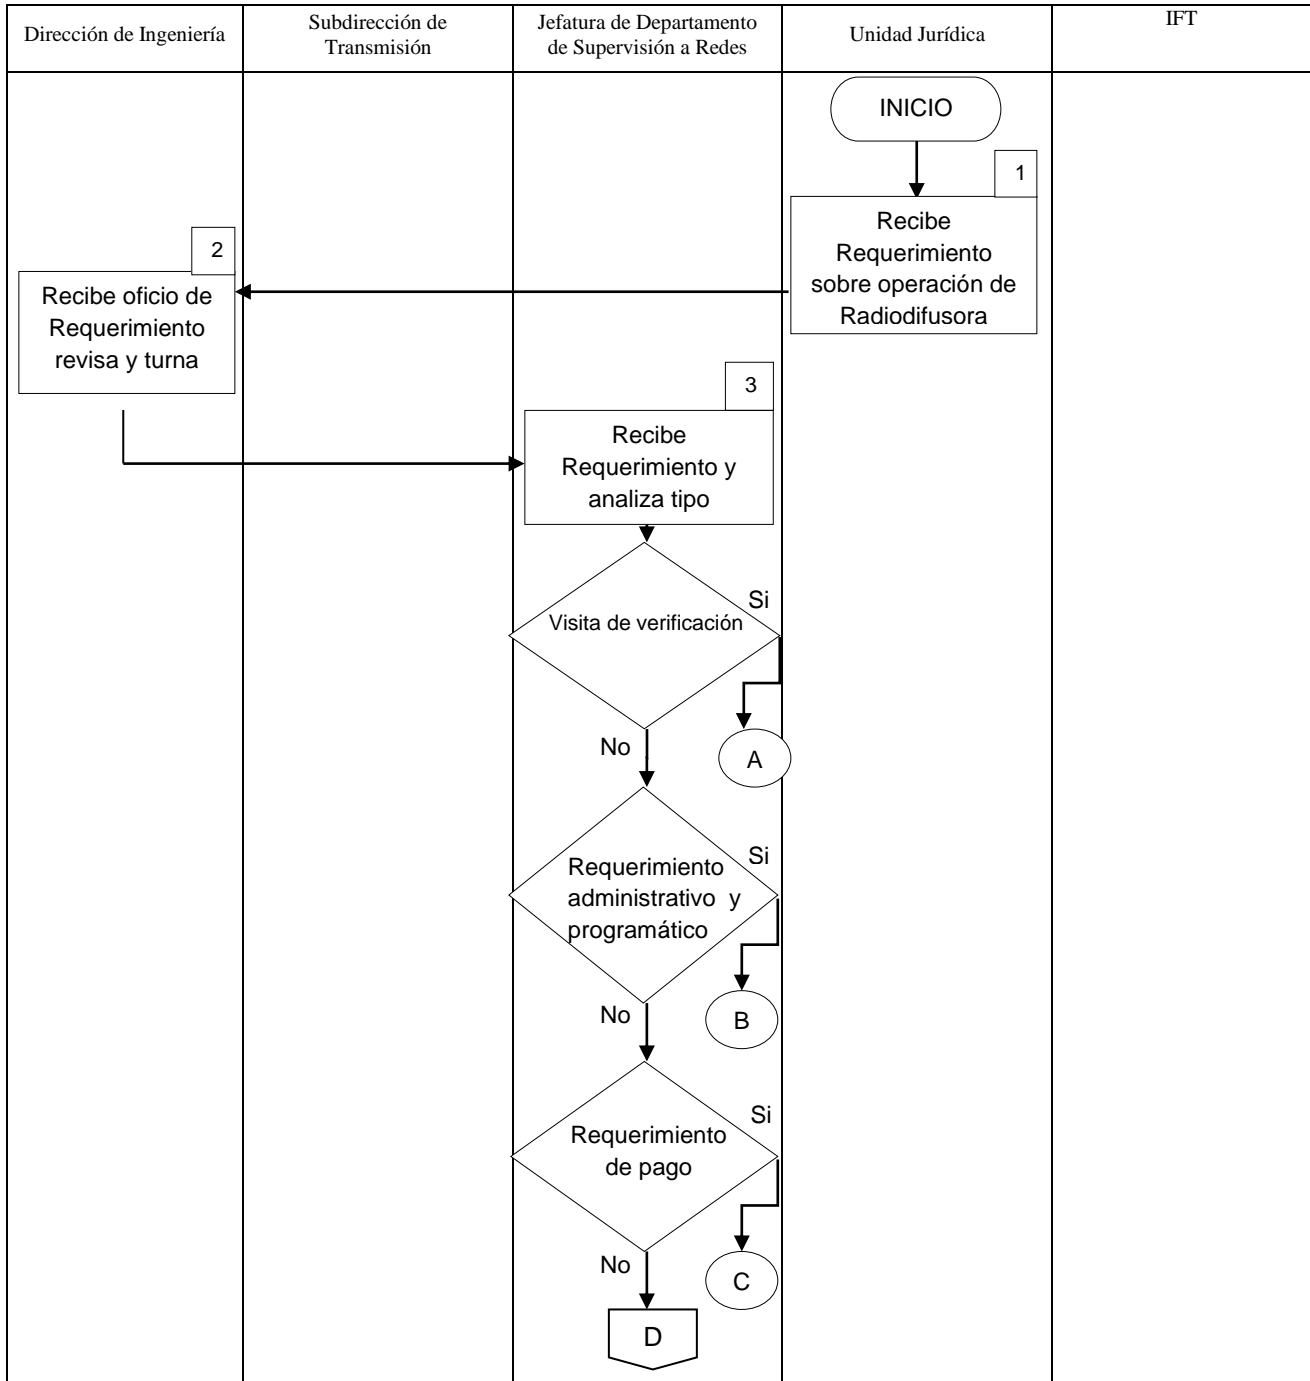 Dirección de Ingeniería
Subdirección de
Transmisión
Jefatura de Departamento
de Supervisión a Redes
Unidad Jurídica
IFT
INICIO
1
Recibe
Requerimiento
sobre operación de
Radiodifusora
2
Recibe oficio de
Requerimiento
revisa y turna
3
Recibe
Requerimiento y
analiza tipo
Si
Visita de verificación
No
A
Si
Requerimiento
administrativo y
programático
No
B
Si
Requerimiento
de pago
No
C
D